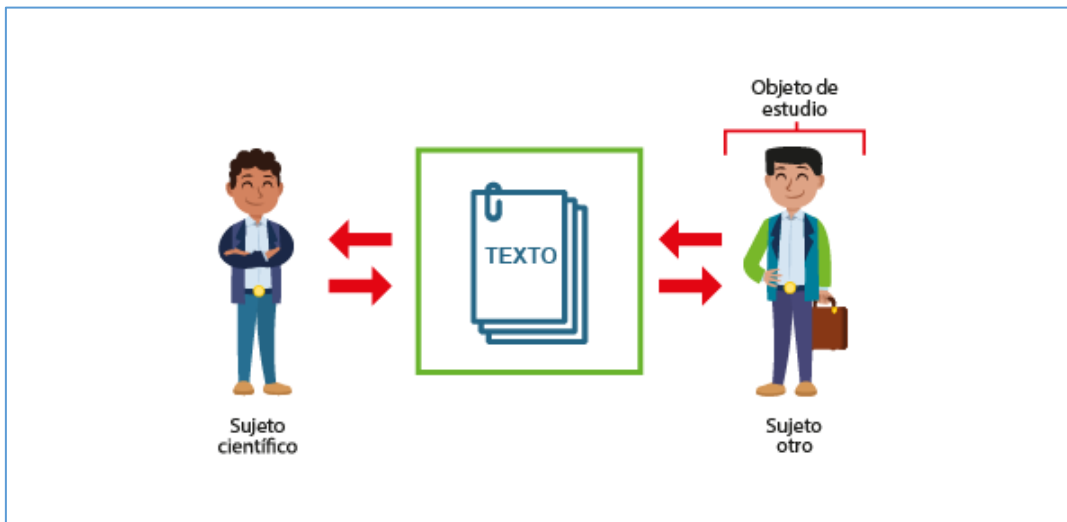 Objeto de
estudio
TEXTO
Sujeto
científico
Sujeto
otro